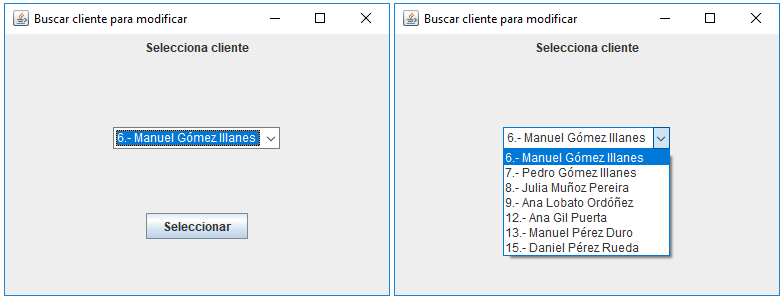 Buscar cliente para modificar
Selecciona cliente
6.- Manuel Gómez Illanes
Seleccionar
Buscar cliente para modificar
Selecciona cliente
6.- Manuel Gómez Illanes
6.- Manuel Gómez Illanes
7.- Pedro Gómez Illanes
8.- Julia Muñoz Pereira
9.- Ana Lobato Ordóñez
12.- Ana Gil Puerta
13.- Manuel Pérez Duro
15.- Daniel Pérez Rueda